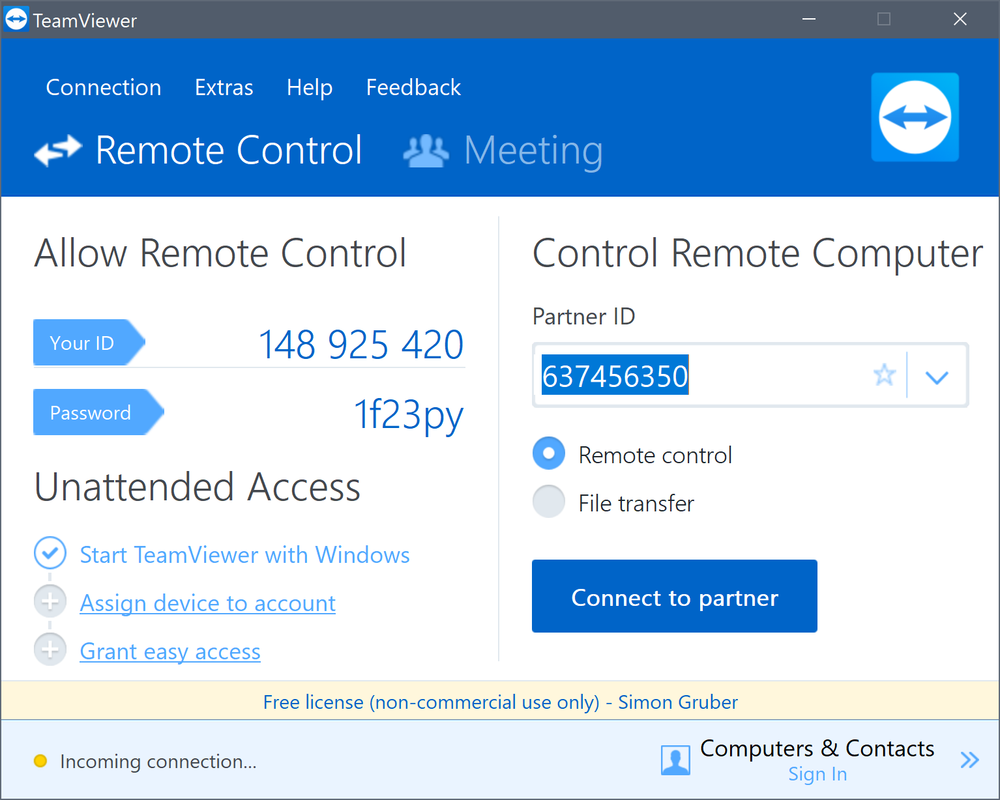 TeamViewer
Connection Extras Help Feedback
Remote Control Meeting
Allow Remote Control
Your ID 148 925 420
Password 1f23py
Unattended Access
Start TeamViewer with Windows
Assign device to account
Grant easy access
Control Remote Computer
Partner ID
637456350
Remote control
File transfer
Connect to partner
Free license (non-commercial use only) - Simon Gruber
Incoming connection...
Computers & Contacts
Sign In